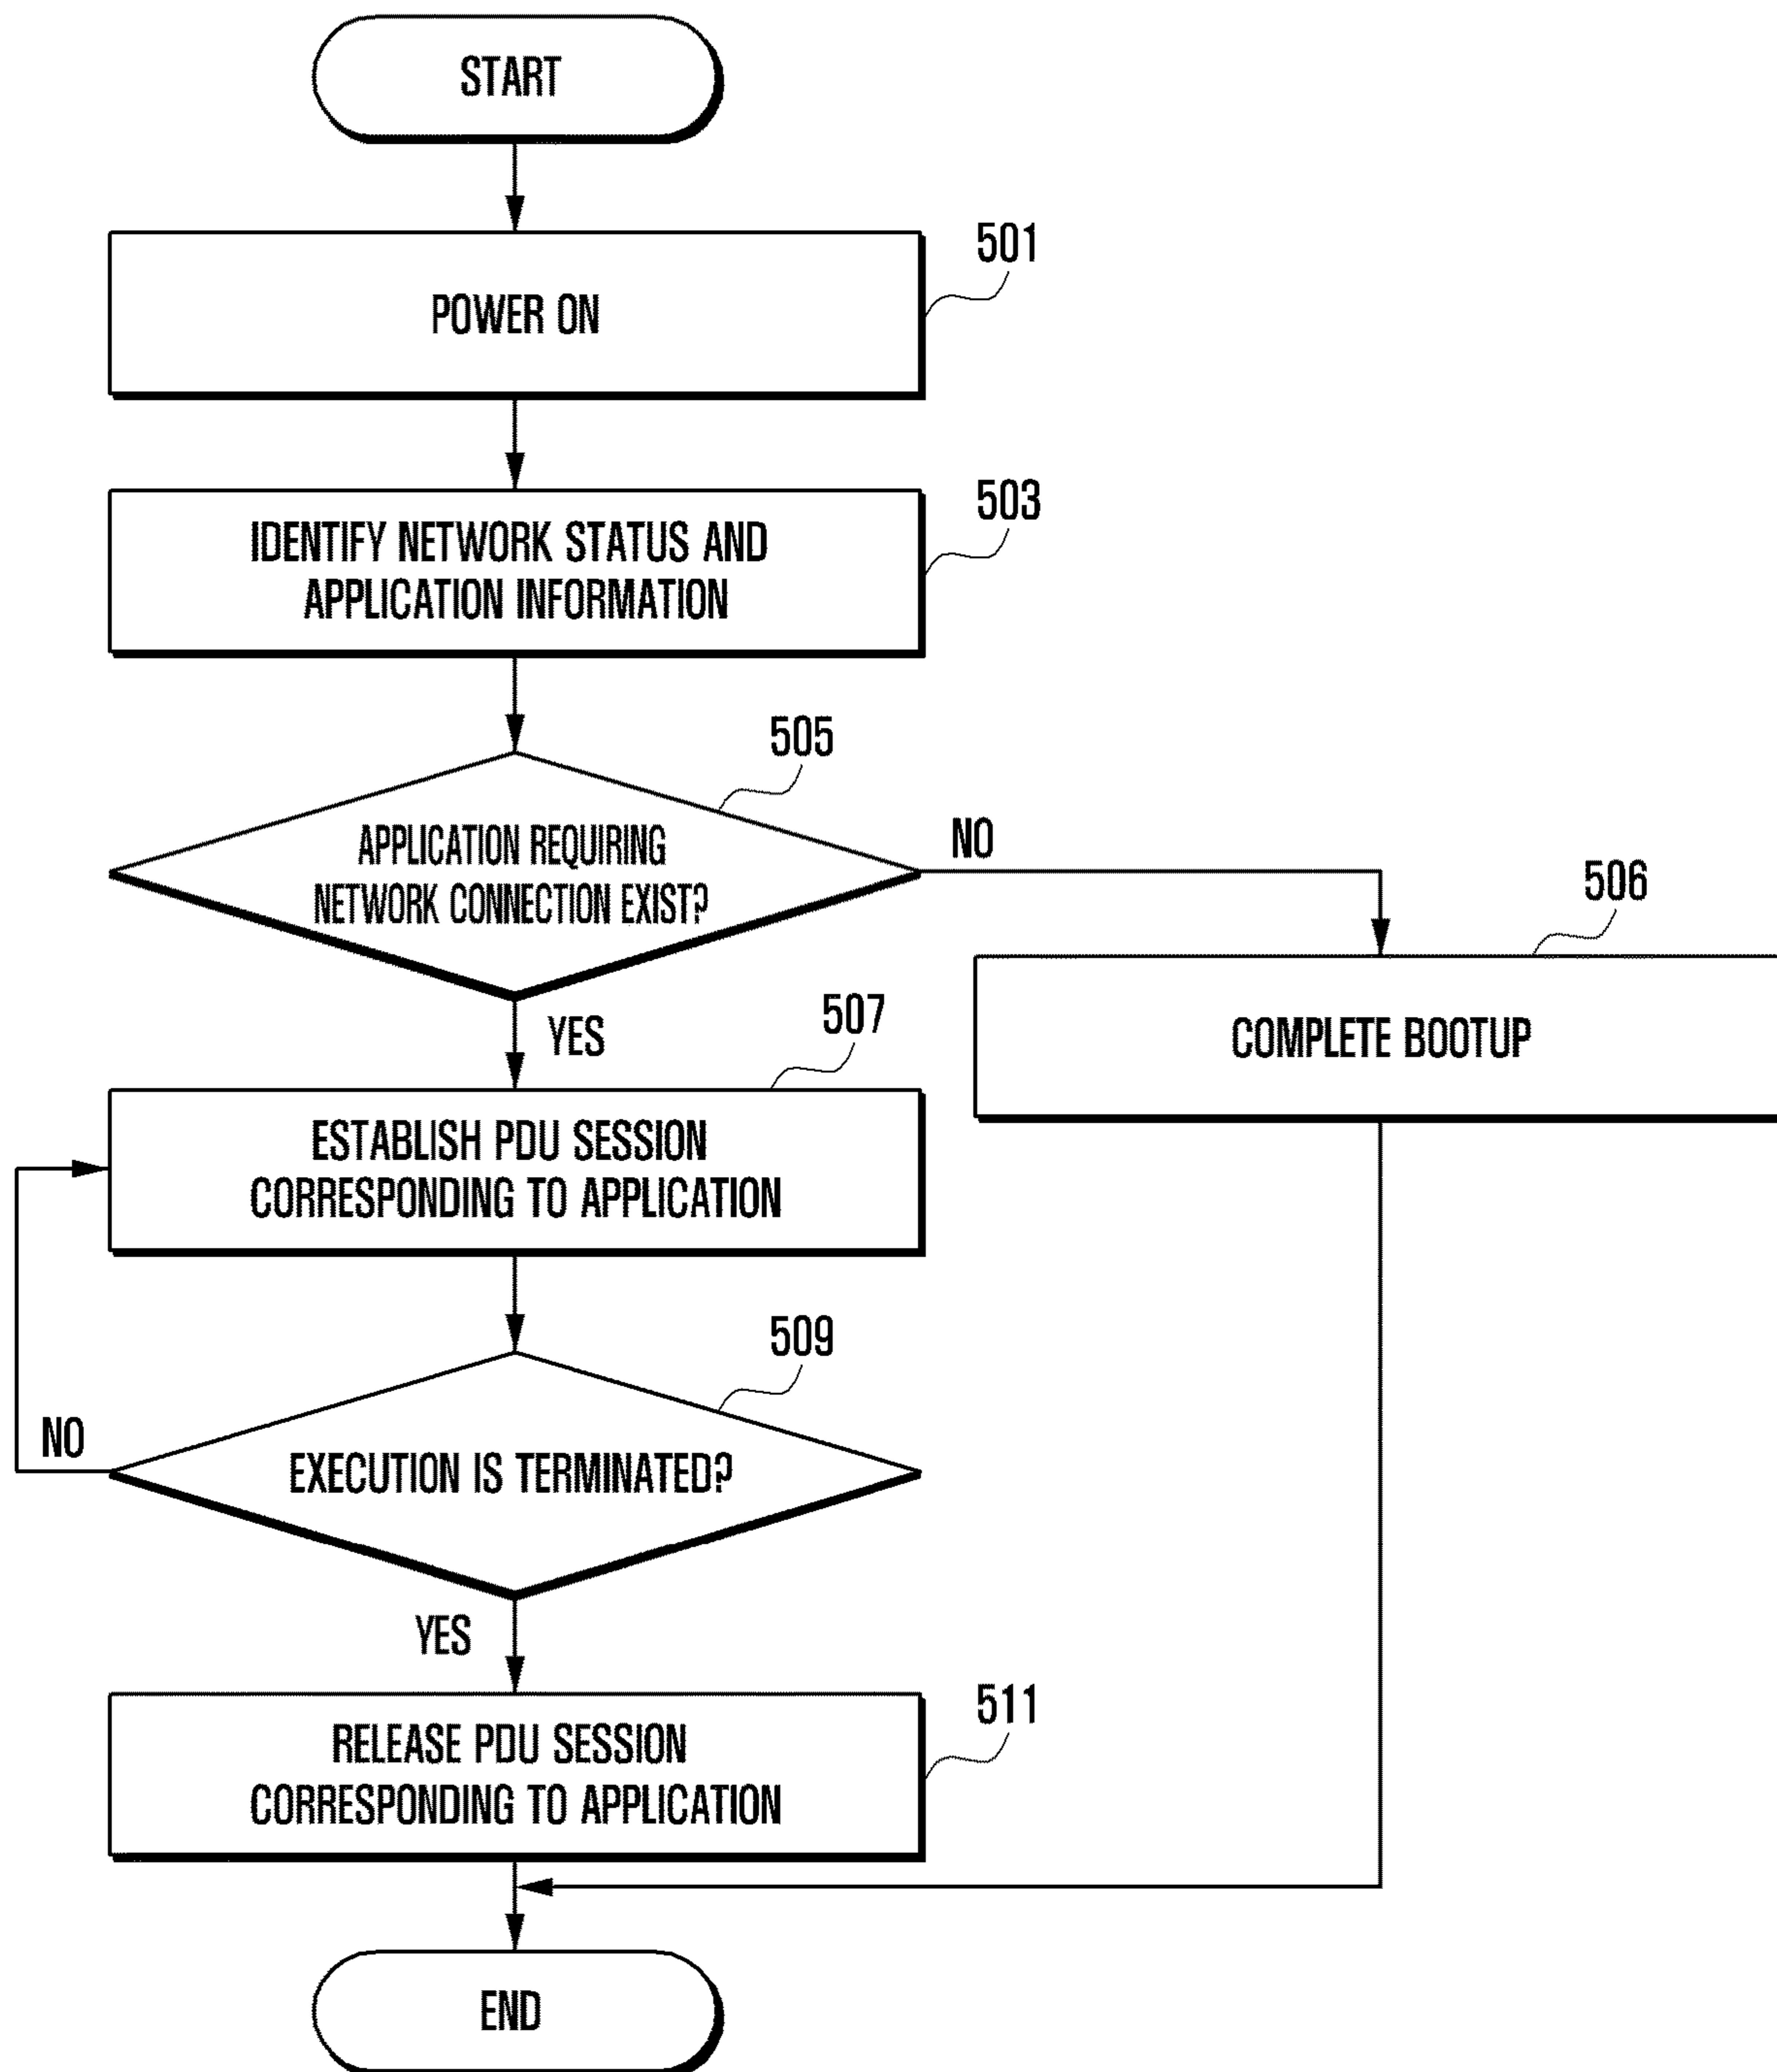 START
501
POWER ON
503
IDENTIFY NETWORK STATUS AND
APPLICATION INFORMATION
505
APPLICATION REQUIRING
NETWORK CONNECTION EXIST?
NO
506
COMPLETE BOOTUP
YES
507
ESTABLISH PDU SESSION
CORRESPONDING TO APPLICATION
509
EXECUTION IS TERMINATED?
NO
YES
511
RELEASE PDU SESSION
CORRESPONDING TO APPLICATION
END